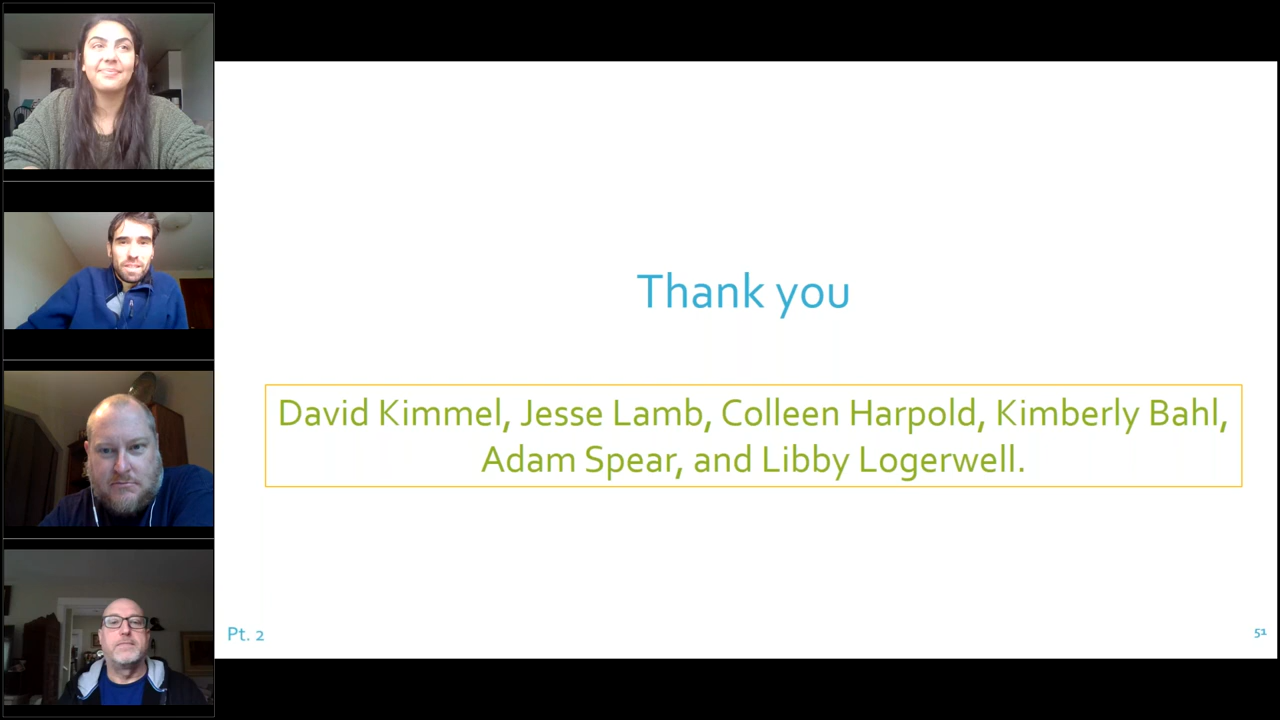 Thank you
David Kimmel, Jesse Lamb, Colleen Harpold, Kimberly Bahl,
Adam Spear, and Libby Logerwell.
Pt. 2
51